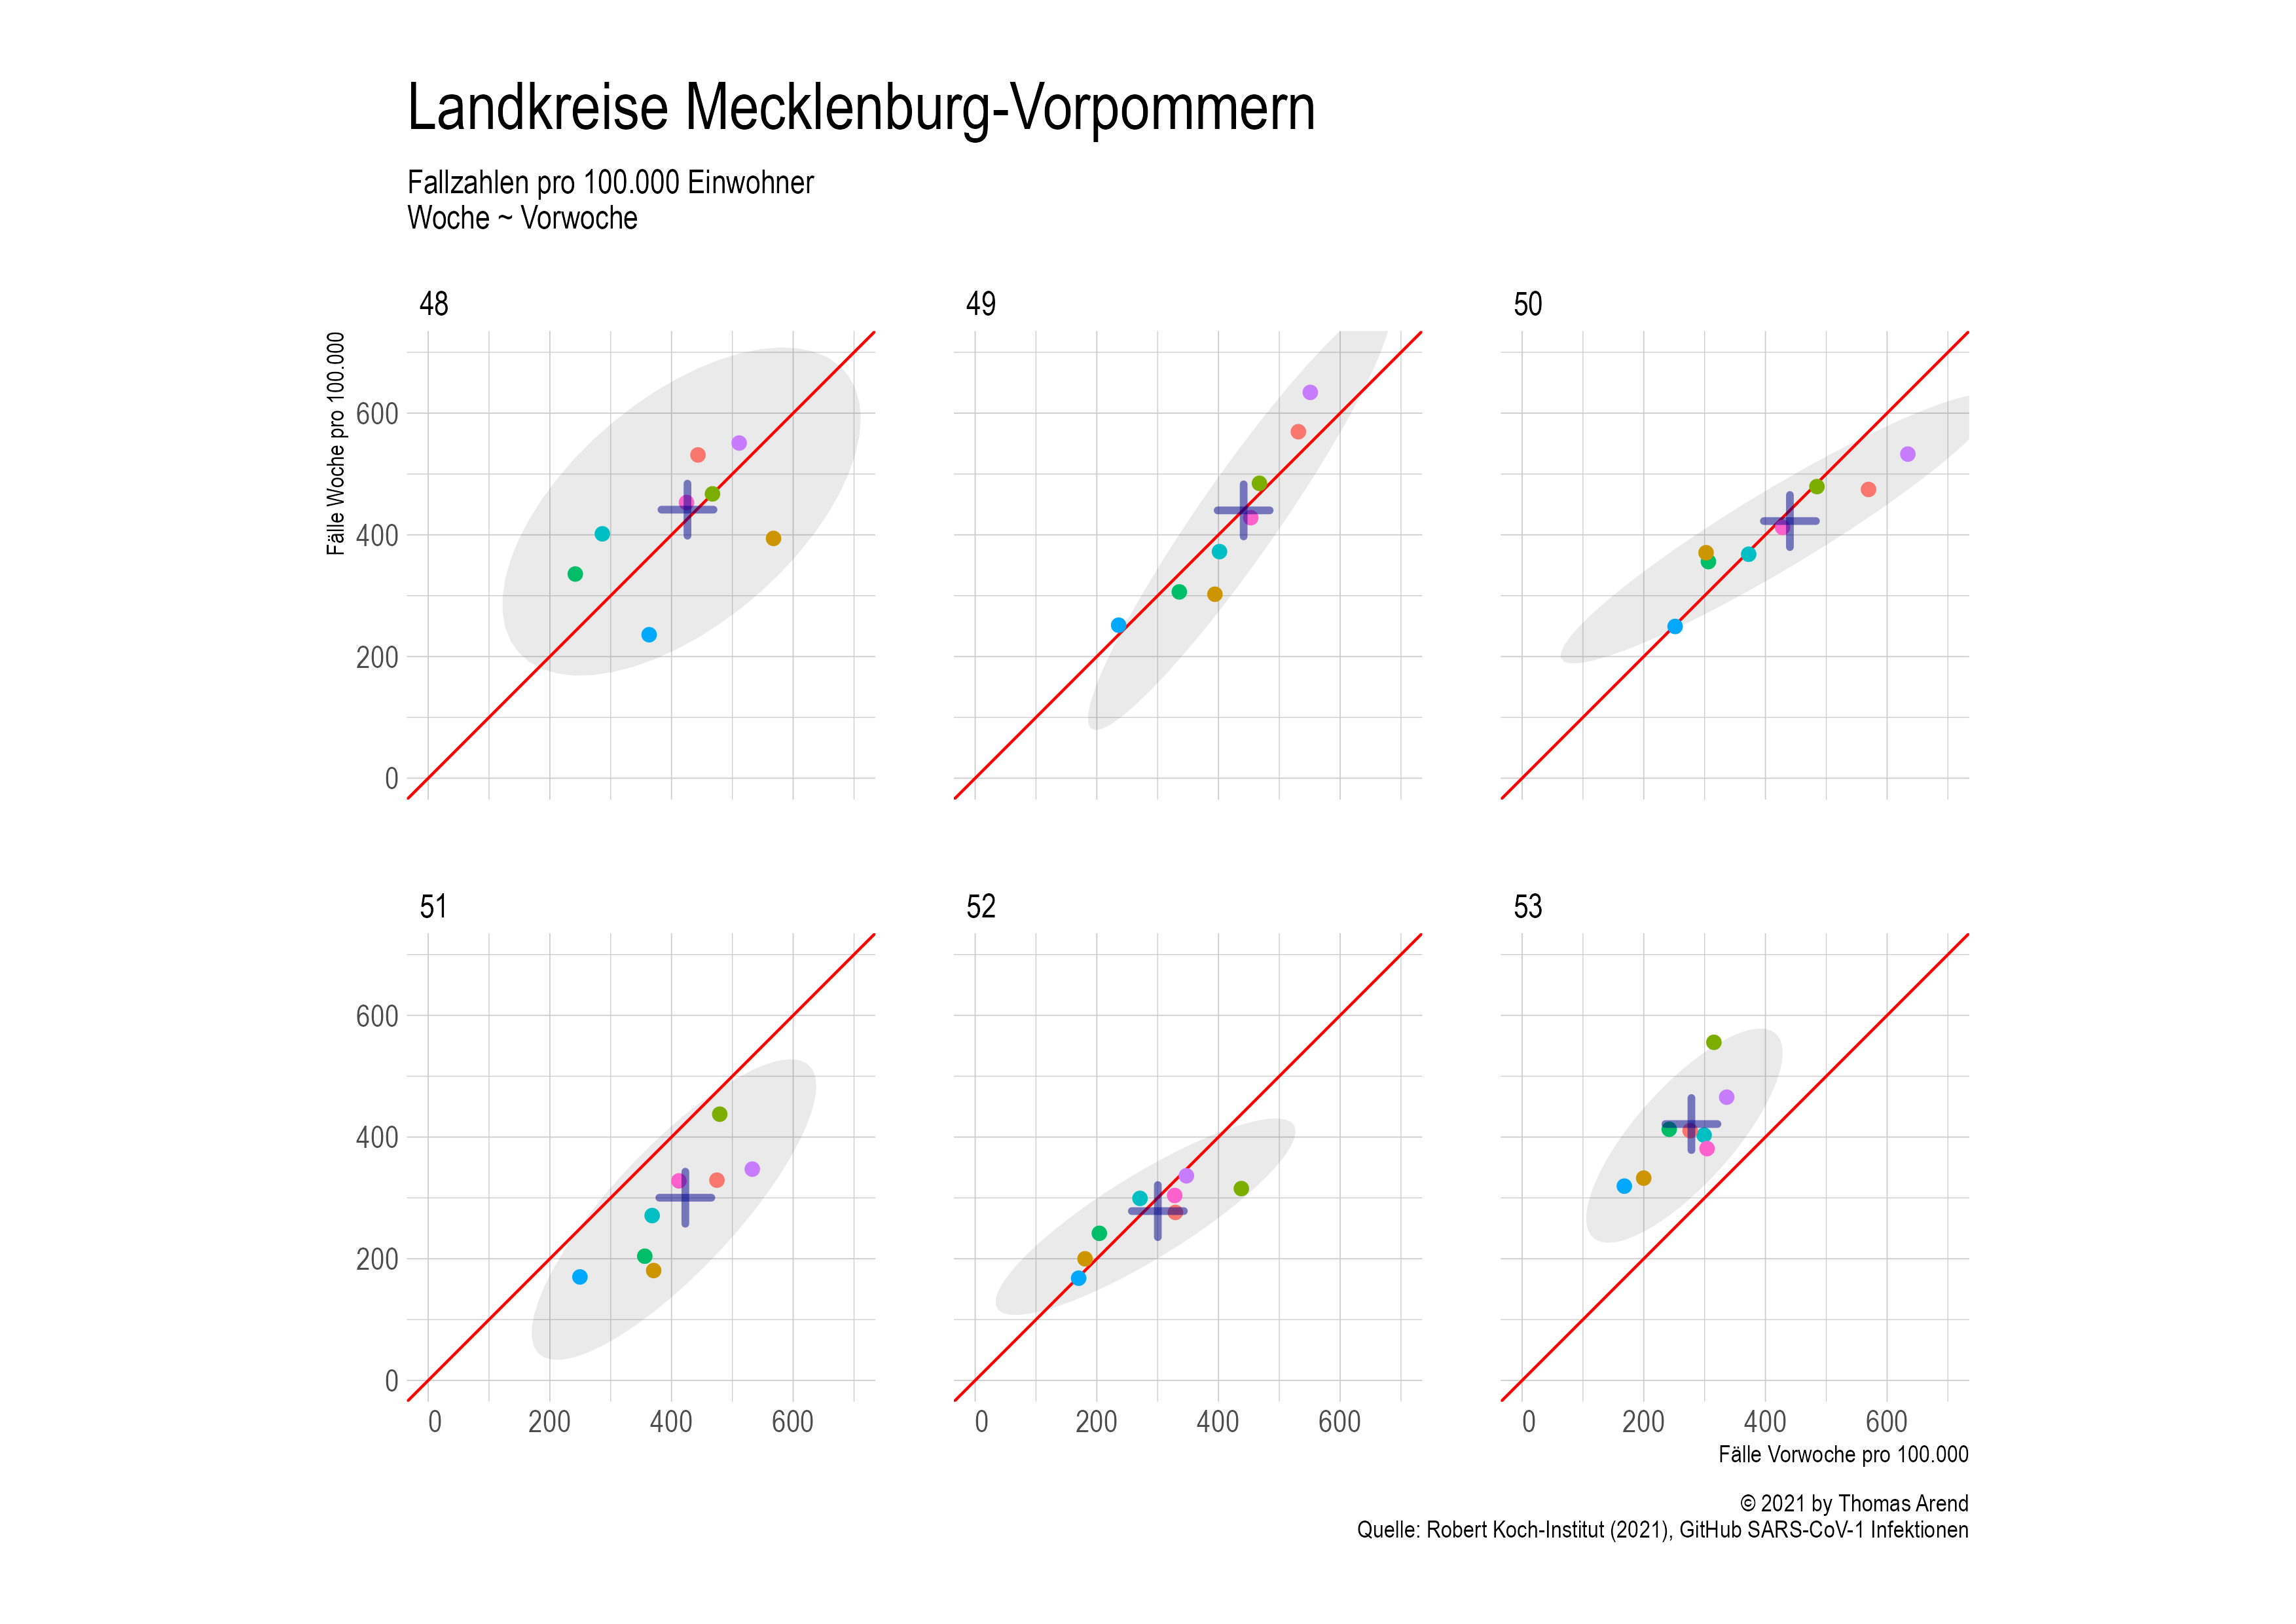 Landkreise Mecklenburg-Vorpommern
Fallzahlen pro 100.000 Einwohner
Woche ~ Vorwoche
48
49
50
Fälle Woche pro 100.000
600
400
200
0
51
52
53
600
400
200
0
0 200 400 600
0 200 400 600
0 200 400 600
Fälle Vorwoche pro 100.000
© 2021 by Thomas Arend
Quelle: Robert Koch-Institut (2021), GitHub SARS-CoV-1 Infektionen